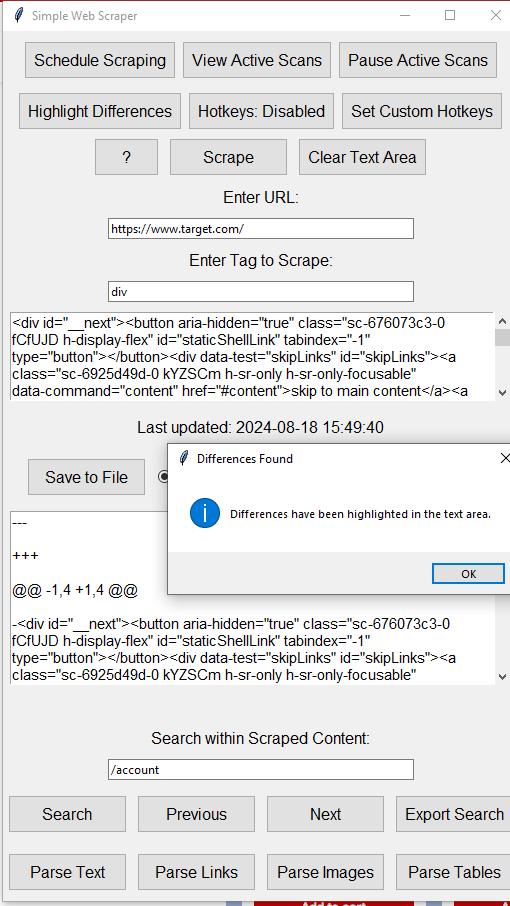 Simple Web Scraper
Schedule Scraping
View Active Scans
Pause Active Scans
Highlight Differences
Hotkeys: Disabled
Set Custom Hotkeys
?
Scrape
Clear Text Area
Enter URL:
https://www.target.com/
Enter Tag to Scrape:
div
<div id="__next"><button aria-hidden="true" class="sc-676073c3-0
fCfUJD h-display-flex" id="staticShellLink" tabindex="-1"
type="button"></button><div data-test="skipLinks" id="skipLinks"><a
class="sc-6925d49d-0 kYZSCm h-sr-only h-sr-only-focusable"
data-command="content" href="#content">skip to main content</a><a
Last updated: 2024-08-18 15:49:40
Save to File
Differences Found
Differences have been highlighted in the text area.
OK
---
+++
@@ -1,4 +1,4 @@
-<div id="__next"><button aria-hidden="true" class="sc-676073c3-0
fCfUJD h-display-flex" id="staticShellLink" tabindex="-1"
type="button"></button><div data-test="skipLinks" id="skipLinks"><a
class="sc-6925d49d-0 kYZSCm h-sr-only h-sr-only-focusable"
Search within Scraped Content:
/account
Search
Previous
Next
Export Search
Parse Text
Parse Links
Parse Images
Parse Tables
Add to cart